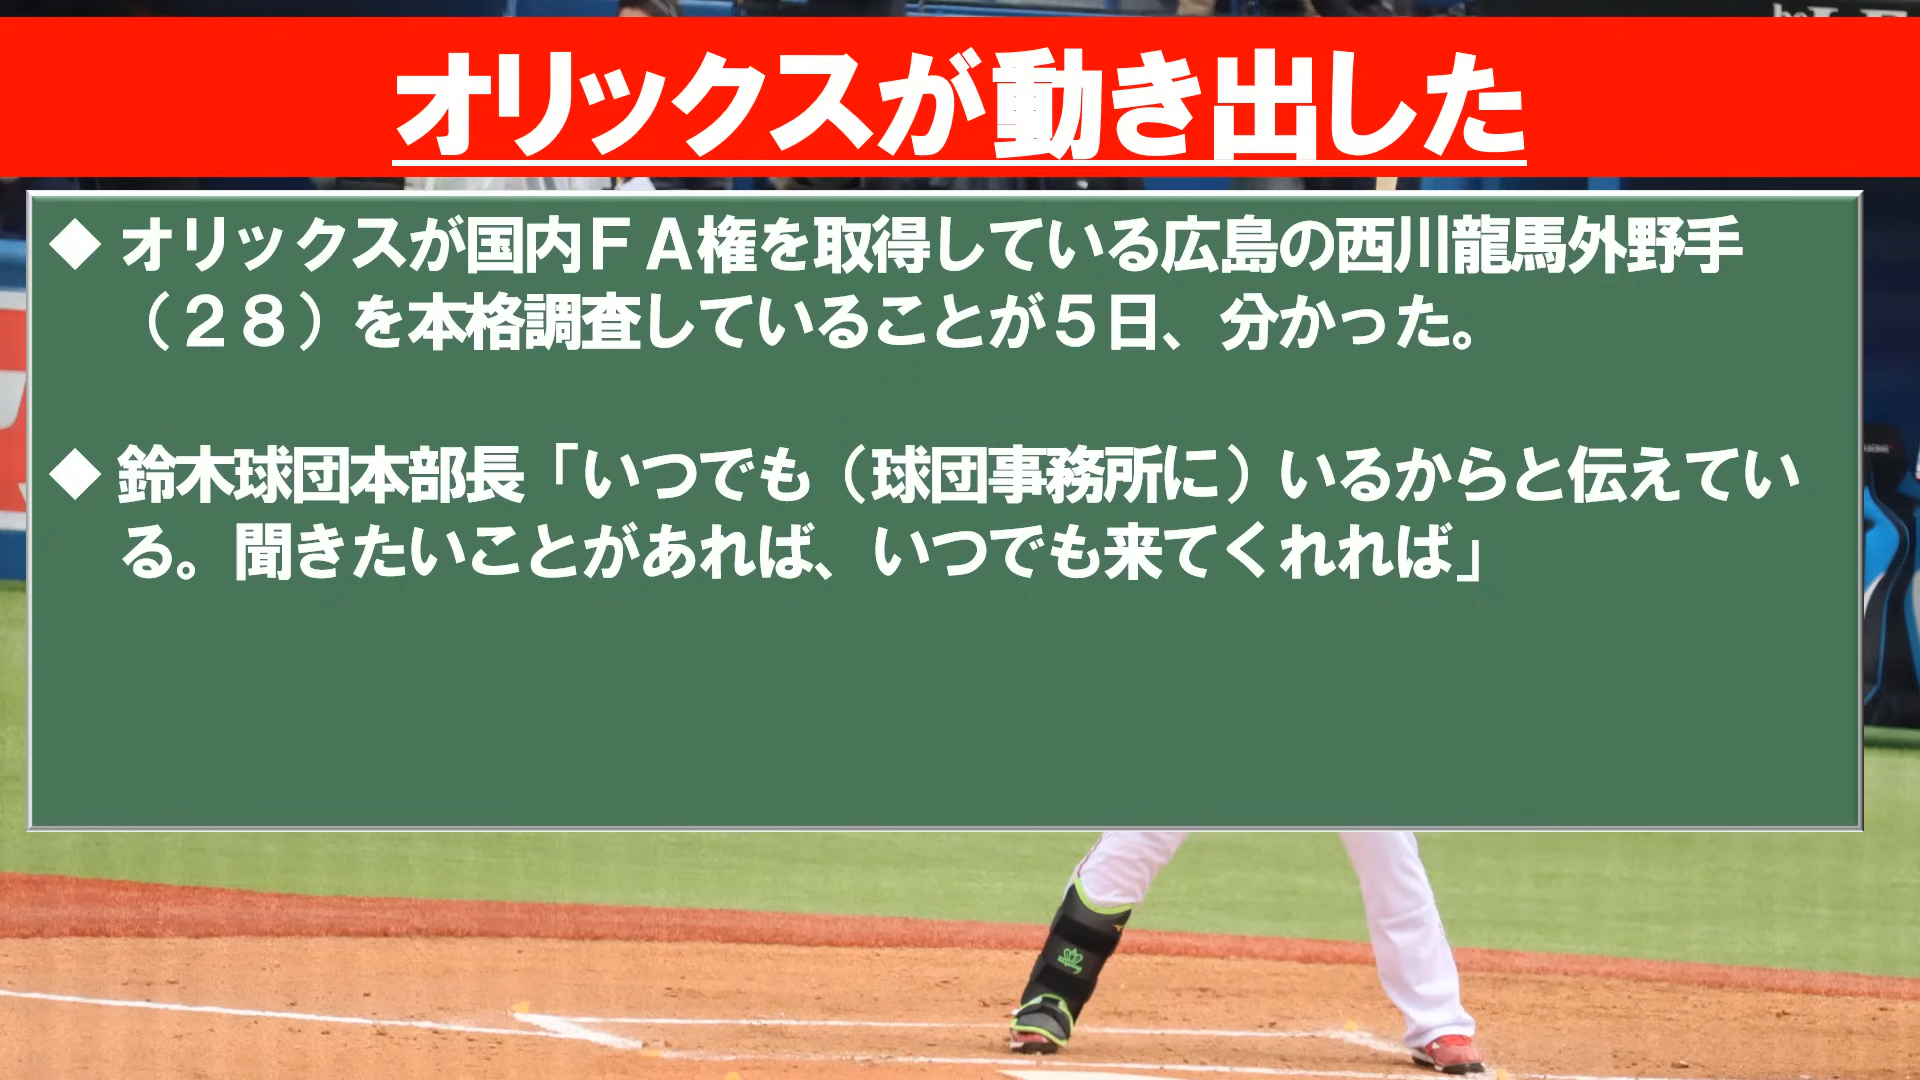 オリックスが動き出した
◆ オリックスが国内ＦＡ権を取得している広島の西川龍馬外野手
（２８）を本格調査していることが５日、分かった。
◆ 鈴木球団本部長「いつでも（球団事務所に）いるからと伝えてい
る。聞きたいことがあれば、いつでも来てくれれば」